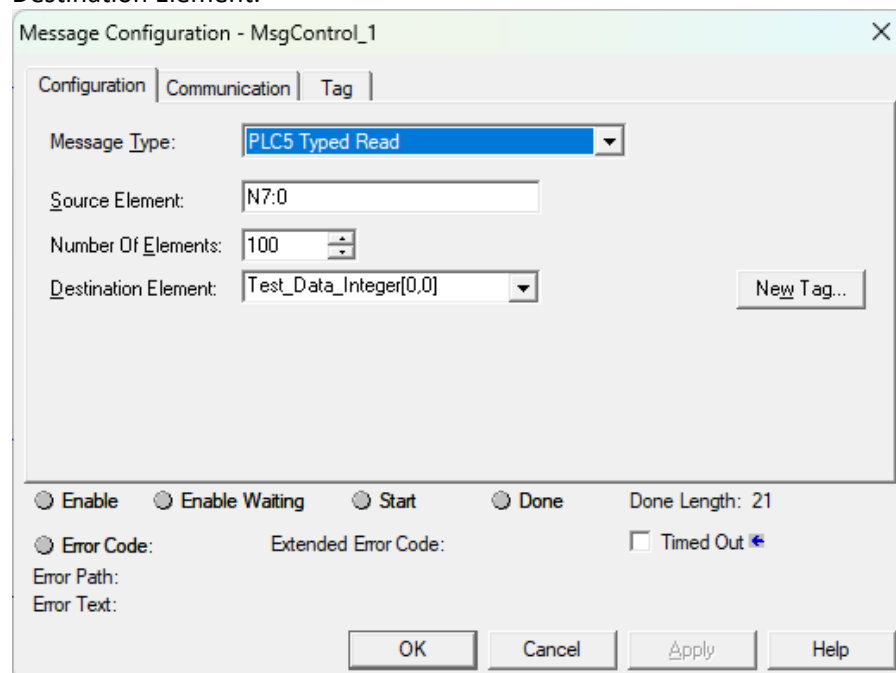 Destination Element.
Message Configuration - MsgControl_1
Configuration Communication Tag
Message Type: PLC5 Typed Read
Source Element: N7:0
Number Of Elements: 100
Destination Element: Test_Data_Integer[0,0] New Tag...
Enable Enable Waiting Start Done Done Length: 21
Error Code: Extended Error Code: Timed Out
Error Path:
Error Text:
OK Cancel Apply Help